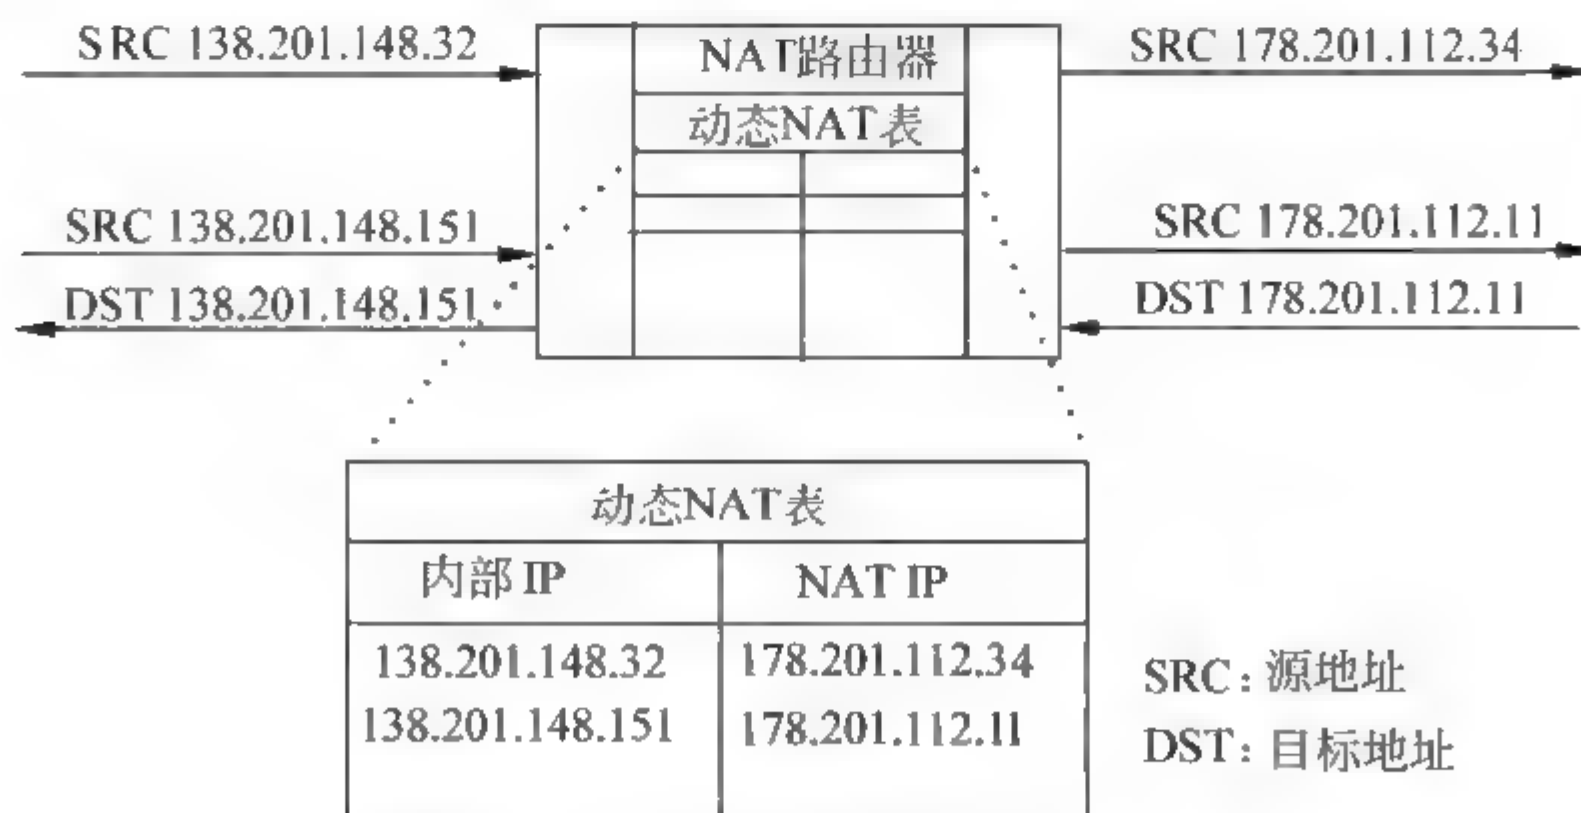 SRC 138.201.148.32
NAT路由器
SRC 178.201.112.34
动态NAT表
SRC 138.201.148.151
SRC 178.201.112.11
DST 138.201.148.151
DST 178.201.112.11
动态NAT表
内部 IP
NAT IP
138.201.148.32
178.201.112.34
138.201.148.151
178.201.112.11
SRC:源地址
DST:目标地址